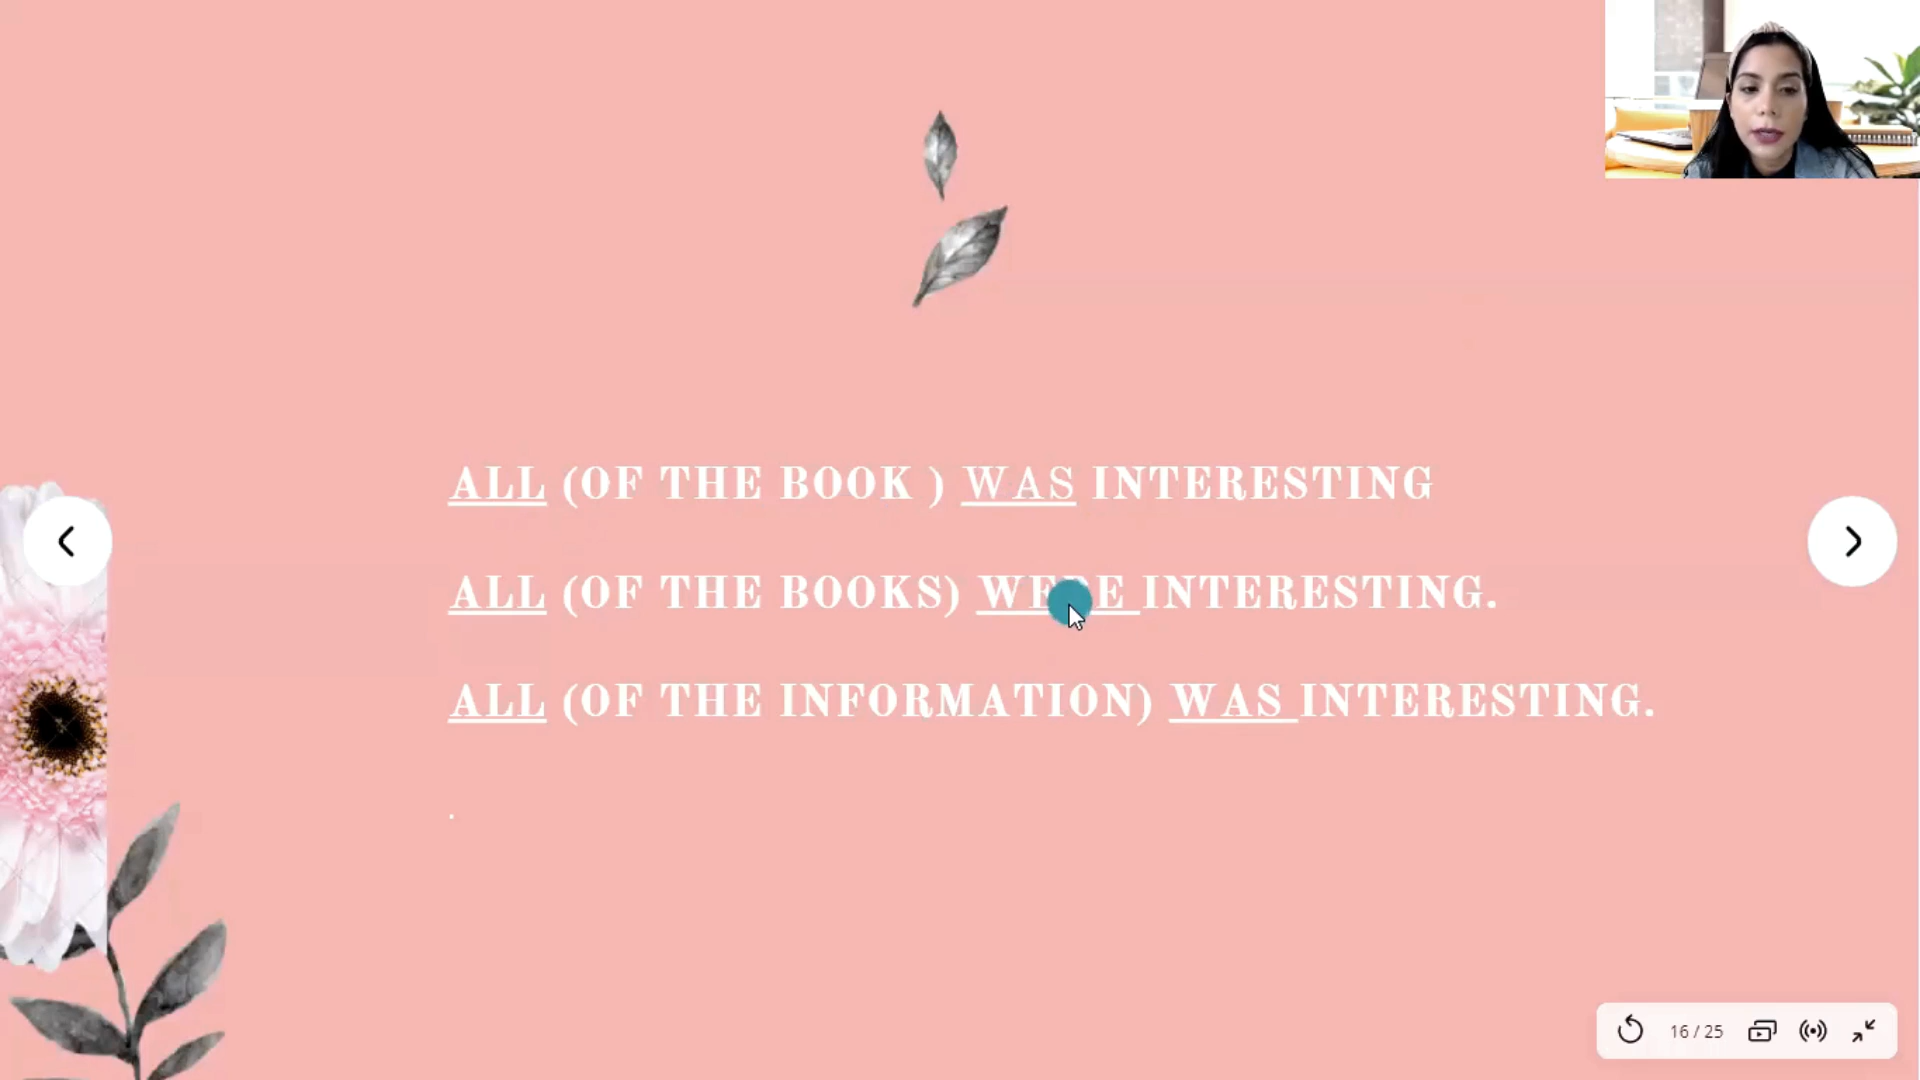 ALL (OF THE BOOK ) WAS INTERESTING
ALL (OF THE BOOKS) WERE INTERESTING.
ALL (OF THE INFORMATION) WAS INTERESTING.
.
16 / 25